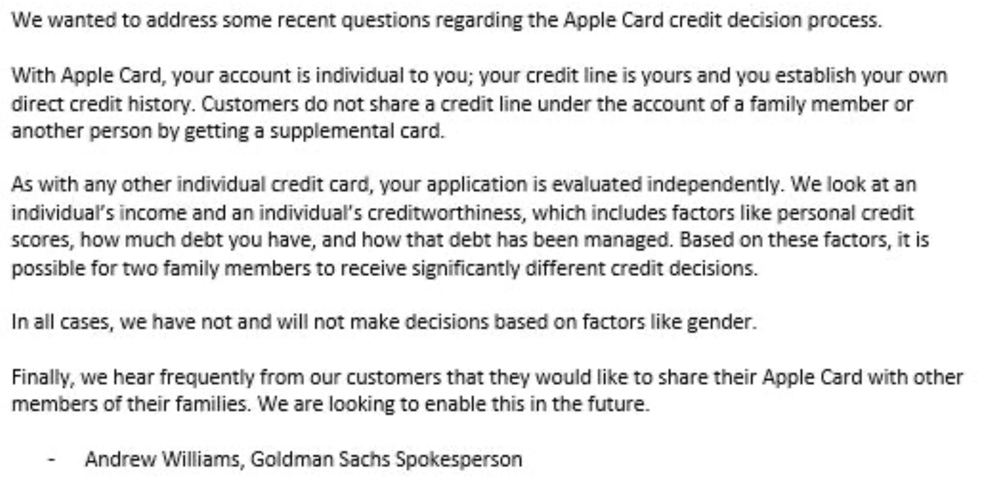 We wanted to address some recent questions regarding the Apple Card credit decision process.
With Apple Card, your account is individual to you; your credit line is yours and you establish your own
direct credit history. Customers do not share a credit line under the account of a family member or
another person by getting a supplemental card.
As with any other individual credit card, your application is evaluated independently. We look at an
individual's income and an individual's creditworthiness, which includes factors like personal credit
scores, how much debt you have, and how that debt has been managed. Based on these factors, it is
possible for two family members to receive significantly different credit decisions.
In all cases, we have not and will not make decisions based on factors like gender.
Finally, we hear frequently from our customers that they would like to share their Apple Card with other
members of their families. We are looking to enable this in the future.
- Andrew Williams, Goldman Sachs Spokesperson